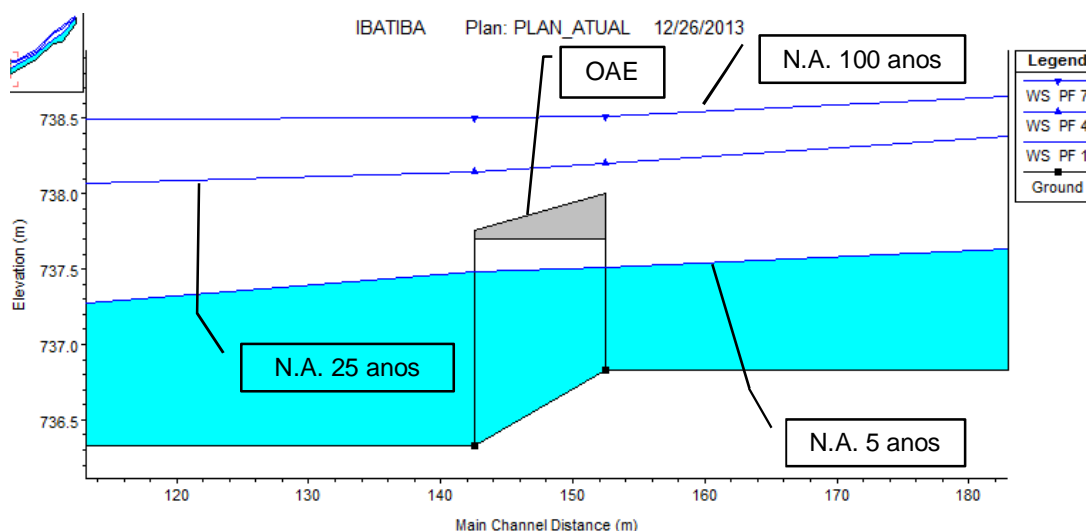 IBATIBA Plan: PLAN_ATUAL 12/26/2013
OAE
N.A. 100 anos
N.A. 25 anos
N.A. 5 anos
Legend
WS PF 7
WS PF 4
WS PF 1
Ground
Elevation (m)
738.5
738.0
737.5
737.0
736.5
120 130 140 150 160 170 180
Main Channel Distance (m)